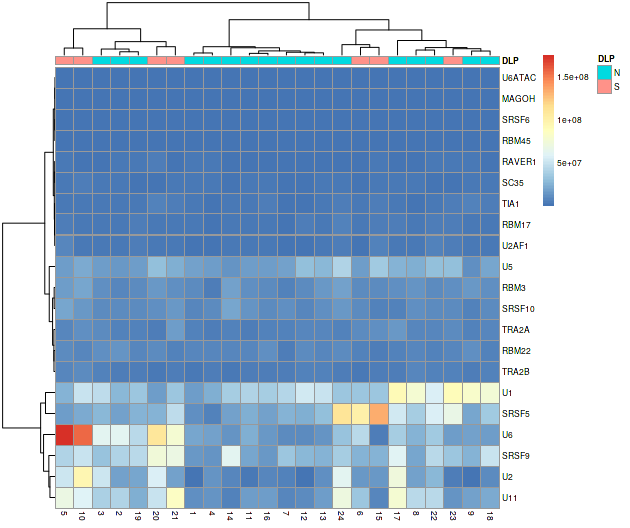 DLP
DLP
N
S
1.5e+08
1e+08
5e+07
U6ATAC
MAGOH
SRSF6
RBM45
RAVER1
SC35
TIA1
RBM17
U2AF1
U5
RBM3
SRSF10
TRA2A
RBM22
TRA2B
U1
SRSF5
U6
SRSF9
U2
U11
5 10 3 2 19 20 21 1 4 14 11 16 7 12 13 24 6 15 17 8 22 23 9 18